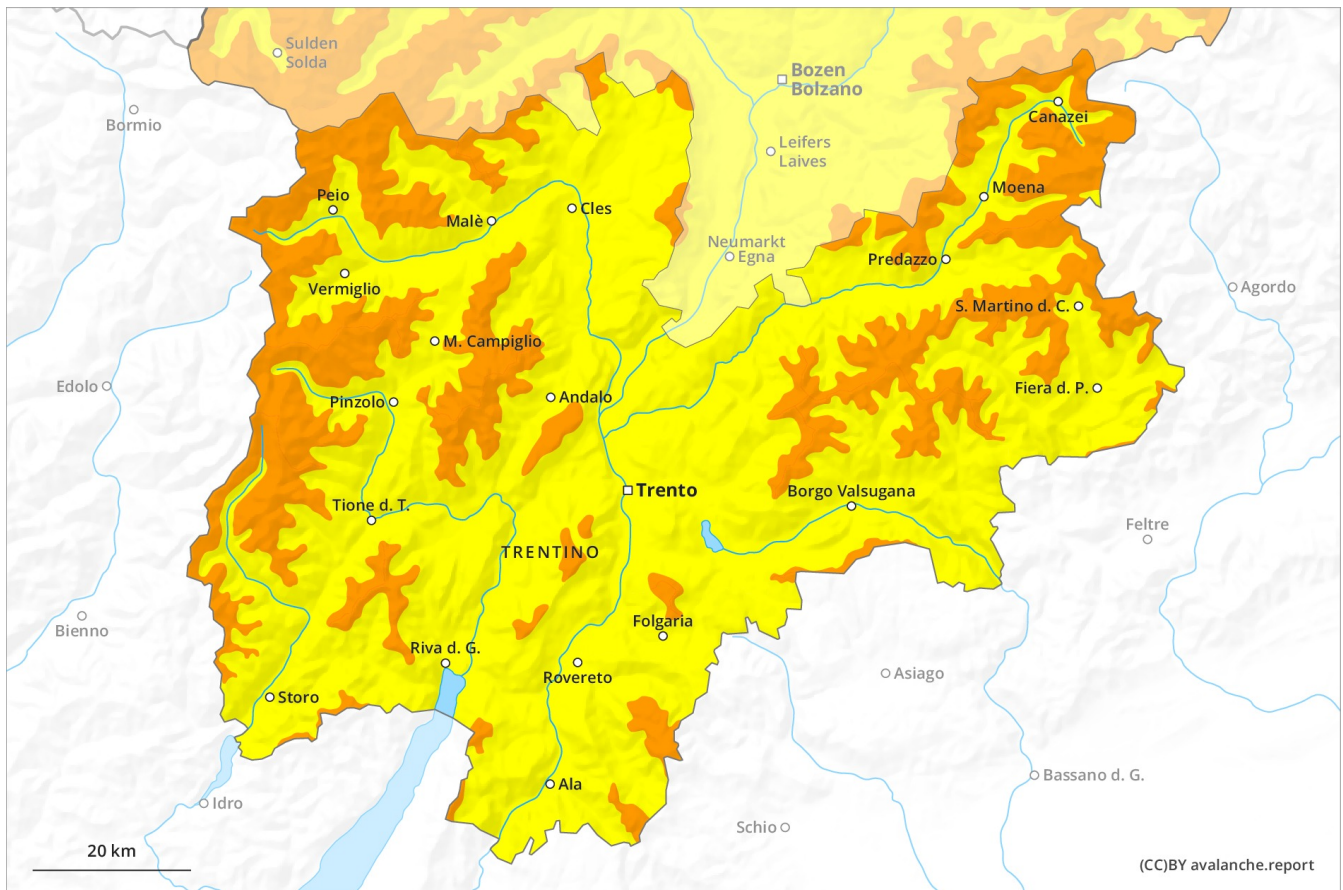 Sulden
Solda
Bozen
Bolzano
Bormio
Canazei
Leifers
Laives
Peio
Moena
Malè
Cles
Neumarkt
Egna
Predazzo
Vermiglio
Agordo
S. Martino d. C.
M. Campiglio
Edolo
Fiera d. P.
Pinzolo
Andalo
Trento
Borgo Valsugana
Tione d. T.
Feltre
TRENTINO
Bienno
Folgaria
Riva d. G.
Rovereto
Asiago
Storo
Bassano d. G.
Ala
Idro
Schio
20 km
(CC)BY avalanche.report